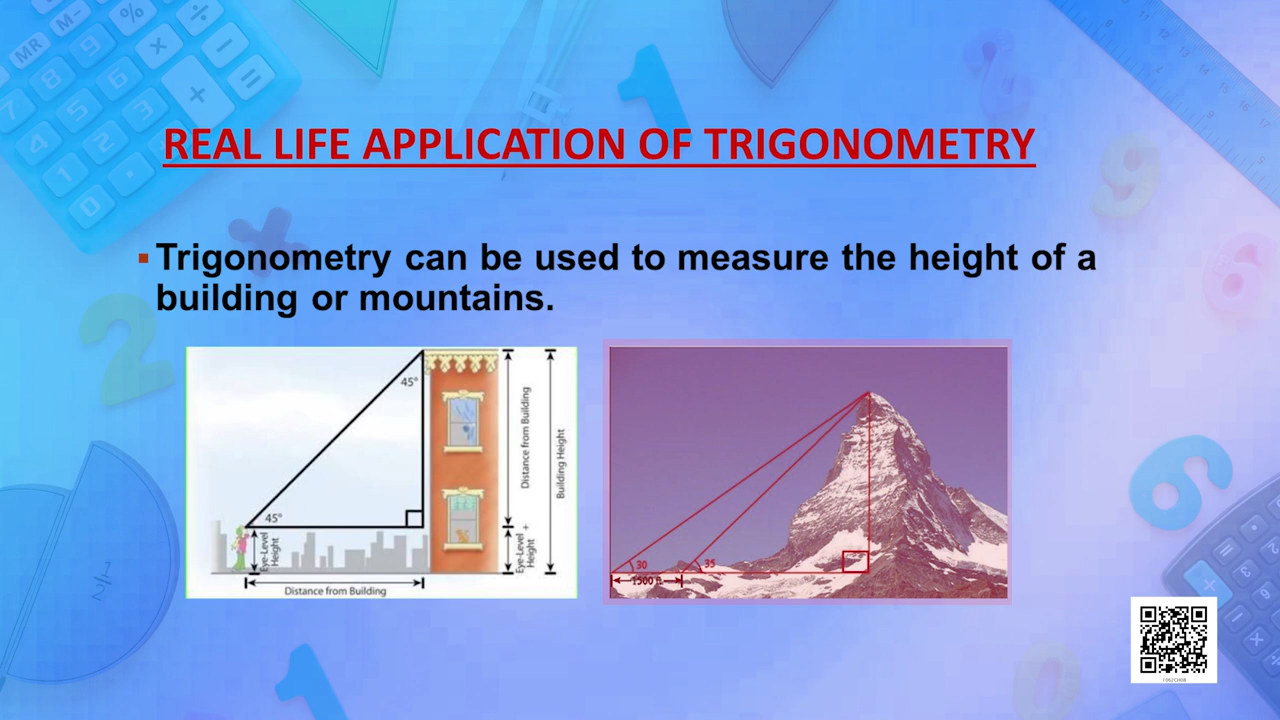 REAL LIFE APPLICATION OF TRIGONOMETRY
▪ Trigonometry can be used to measure the height of a
building or mountains.
45°
45°
Eye-Level
Height
Distance from Building
Distance from Building
Eye-Level +
Height
Building Height
30
35
1500 ft